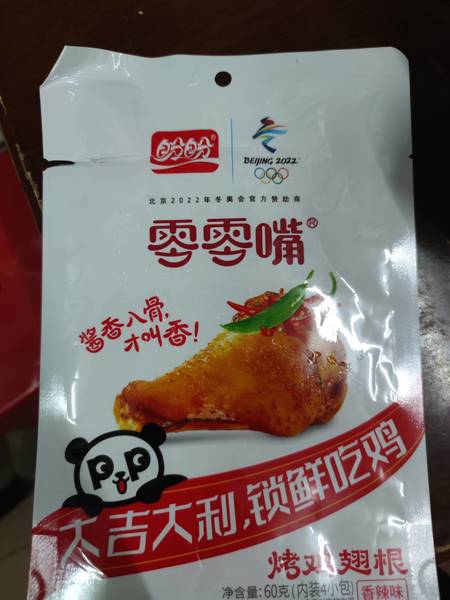 盼盼®
BEIJING 2022
北京2022年冬奥会官方赞助商
零零嘴®
酱香入骨,
才叫香!
PP
大吉大利,锁鲜吃鸡
烤鸡翅根
净含量:60克(内装4小包)
香辣味